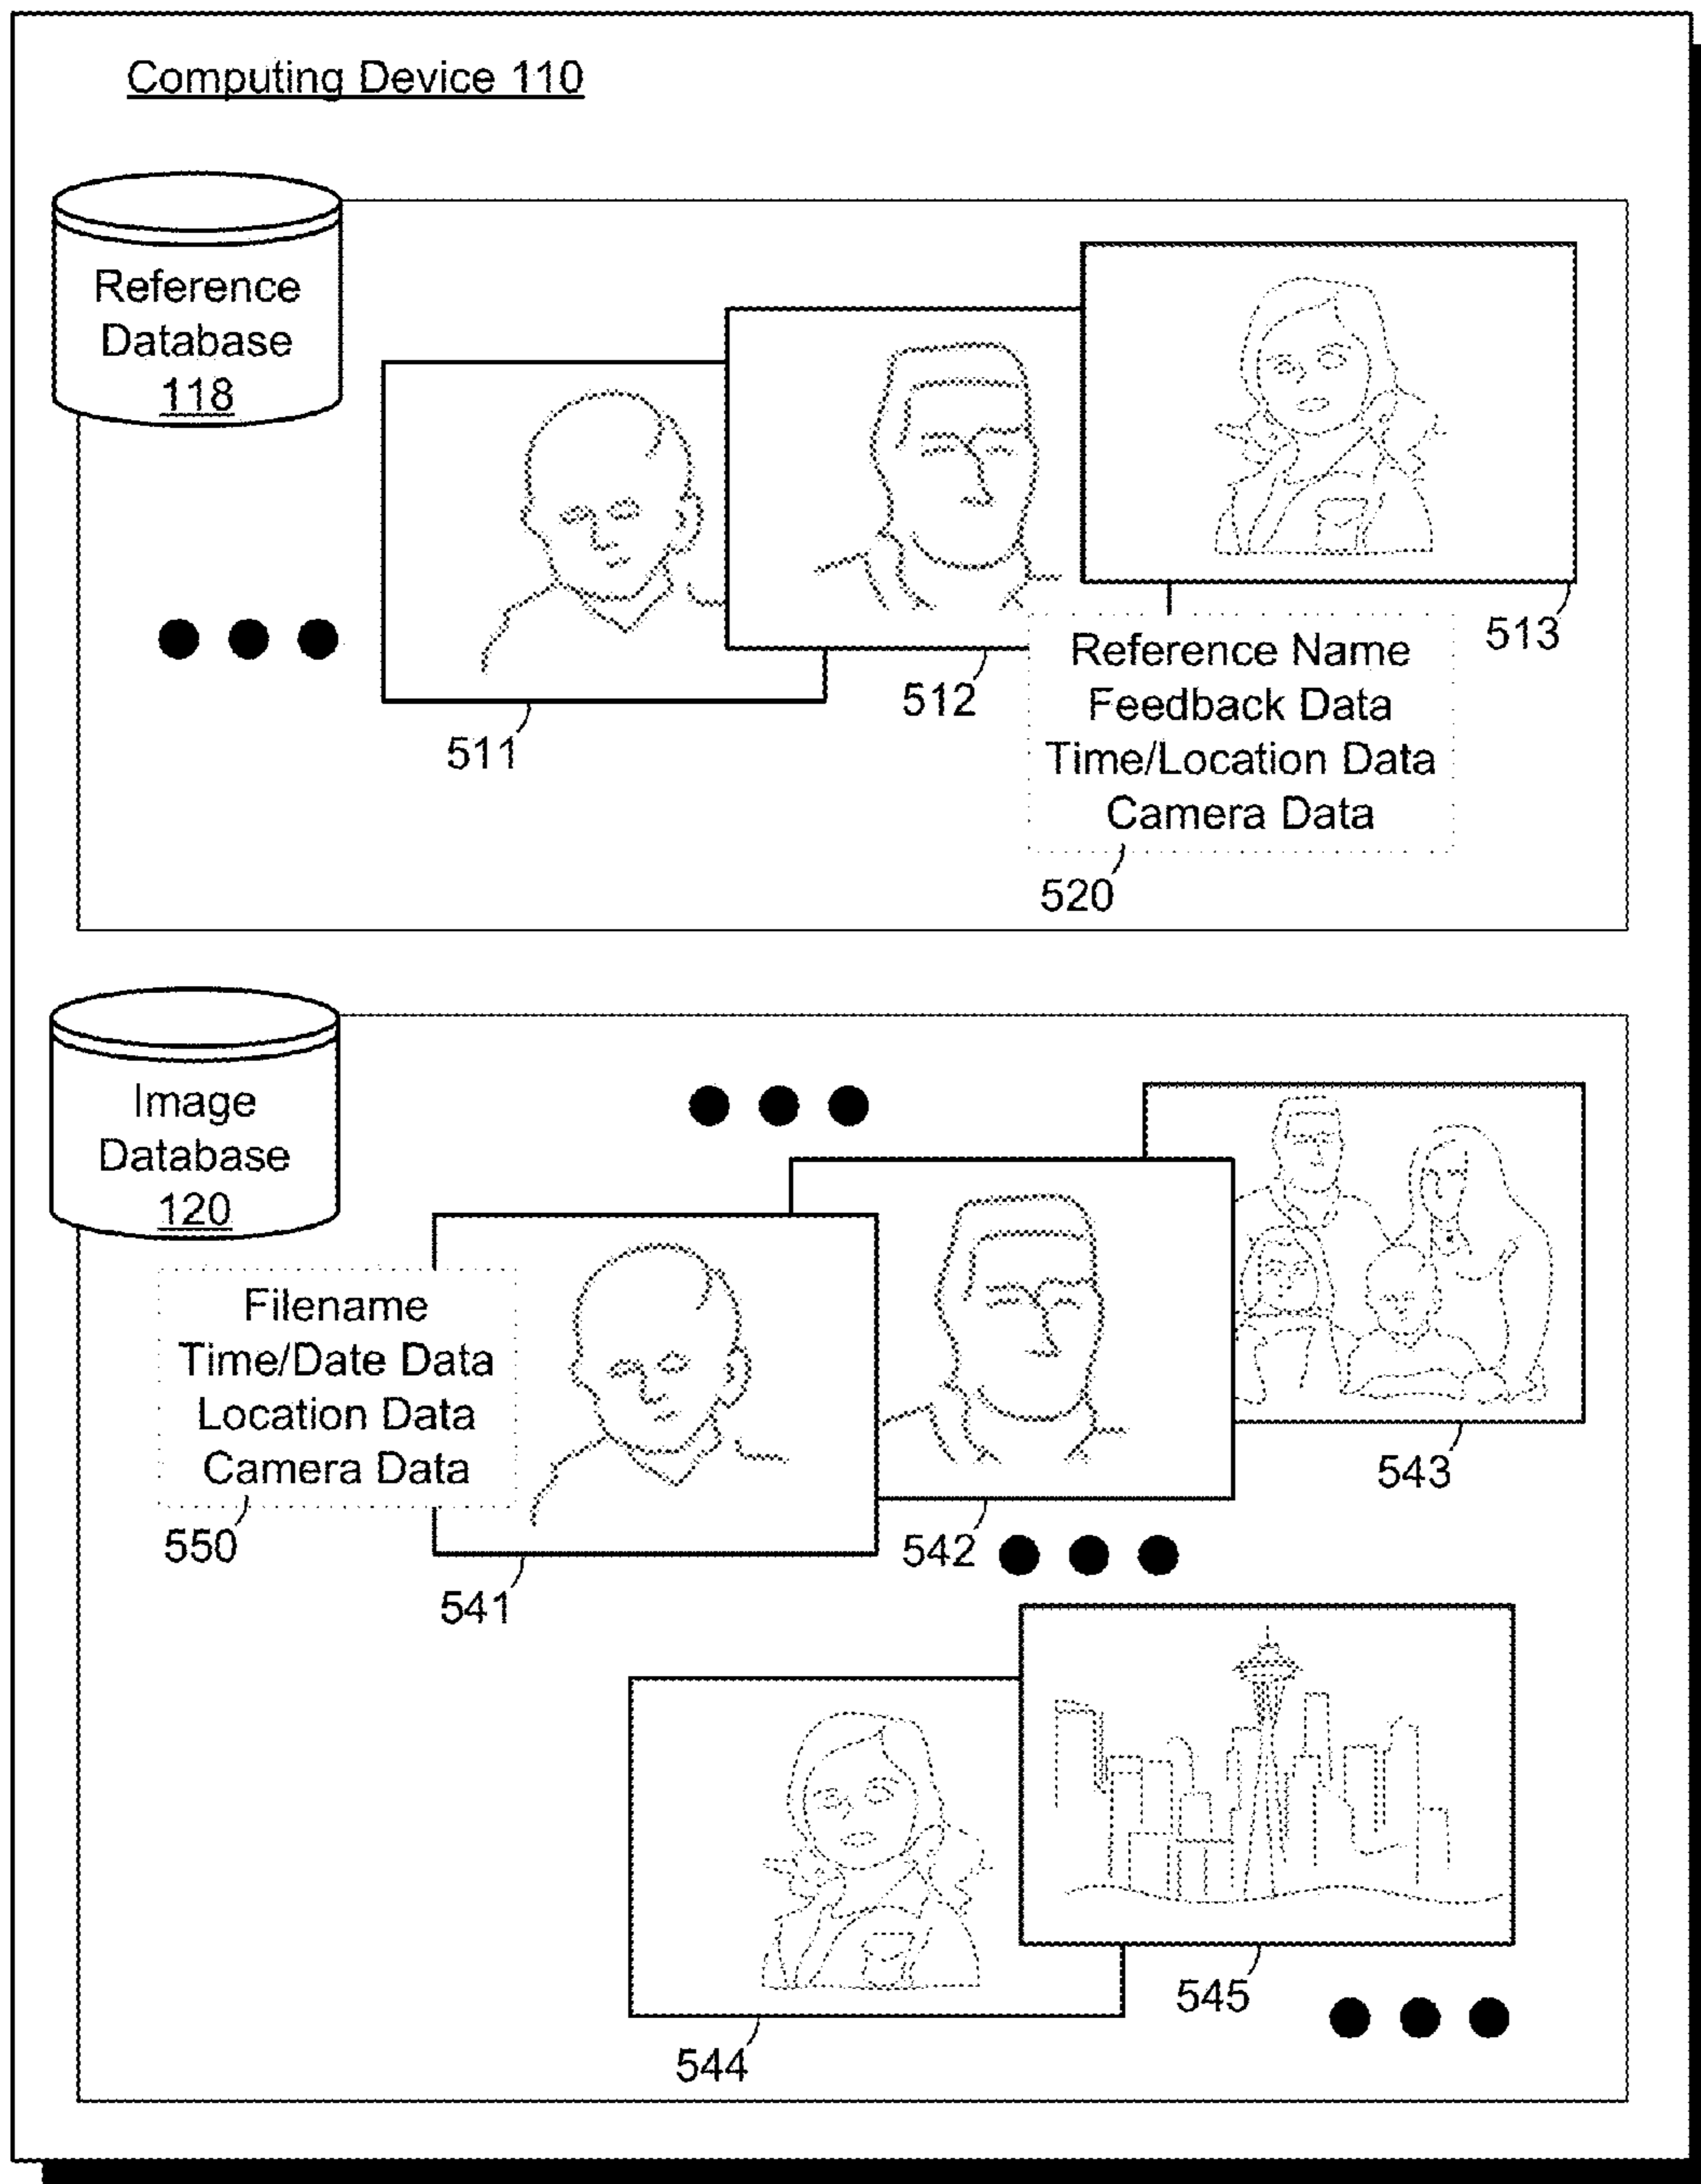 Computing Device 110
Reference
Database
118
513
Reference Name
Feedback Data
Time/Location Data
Camera Data
512
511
520
Image
Database
120
Filename
Time/Date Data
Location Data
Camera Data
543
550
542
541
545
544